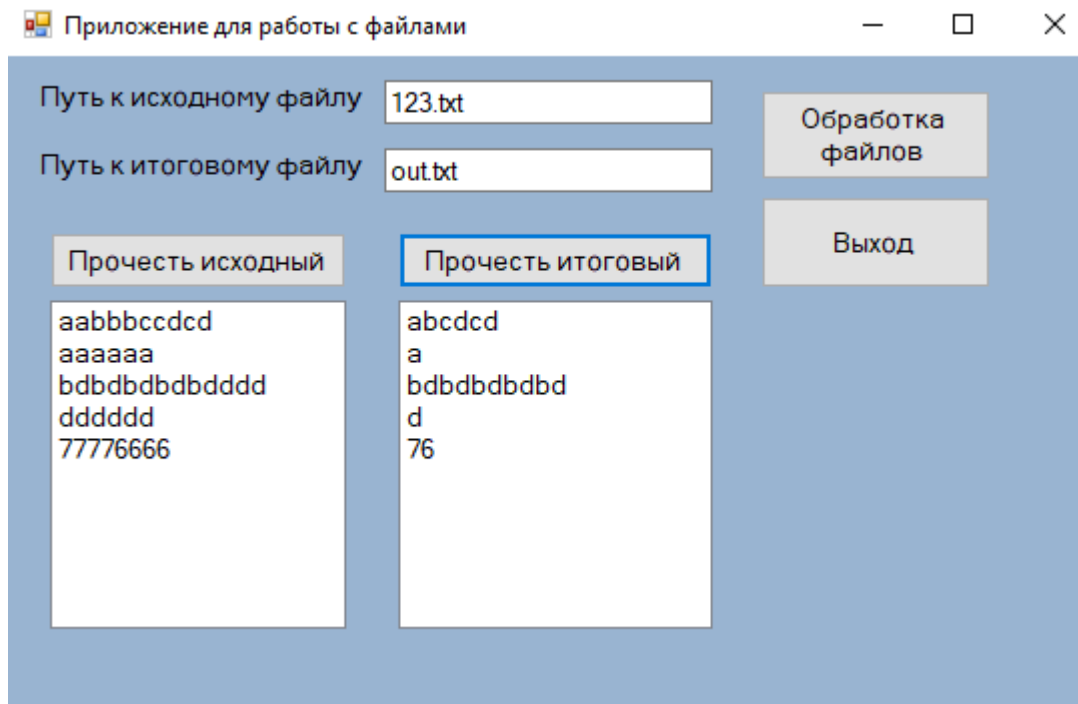 Приложение для работы с файлами
Путь к исходному файлу
123.txt
Путь к итоговому файлу
out.txt
Обработка
файлов
Выход
Прочесть исходный
Прочесть итоговый
aabbbccdcd
aaaaaa
bdbdbdbdbdddd
dddddd
77776666
abcdcd
a
bdbdbdbdbd
d
76